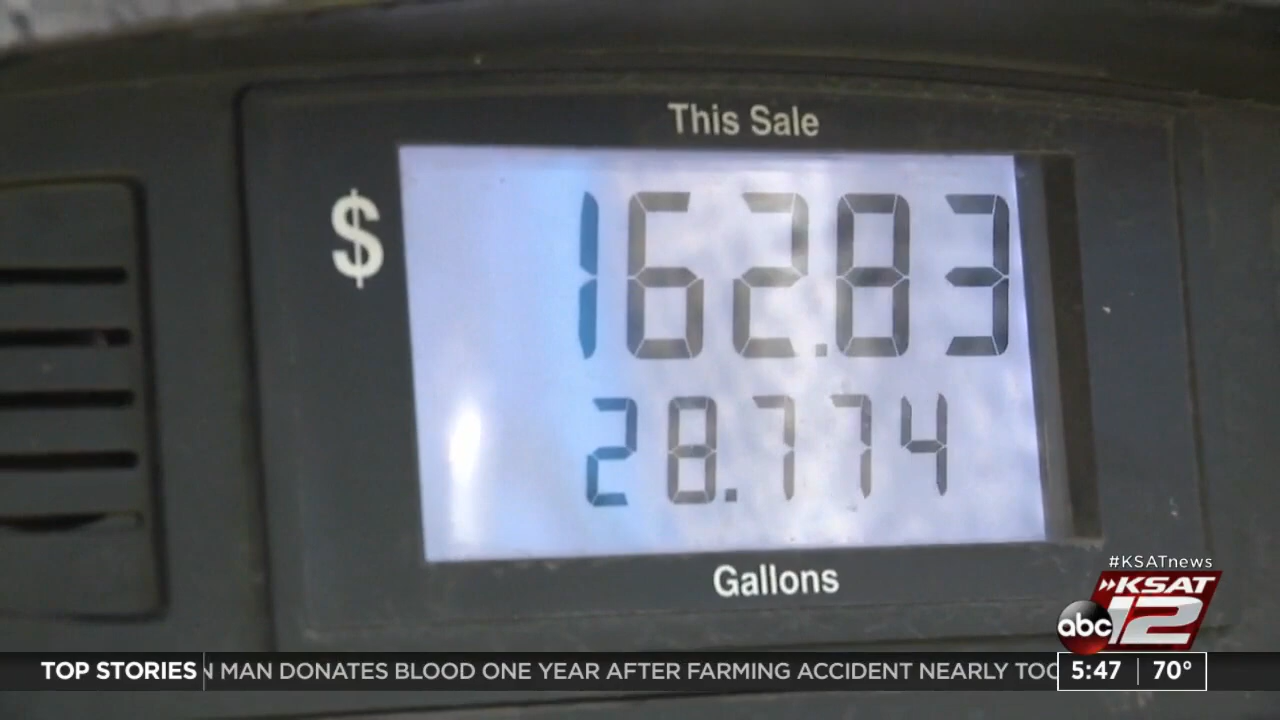 This Sale
$ 162.83
28.774
Gallons
#KSATnews
KSAT
abc 12
TOP STORIES N MAN DONATES BLOOD ONE YEAR AFTER FARMING ACCIDENT NEARLY TOO 5:47 70°